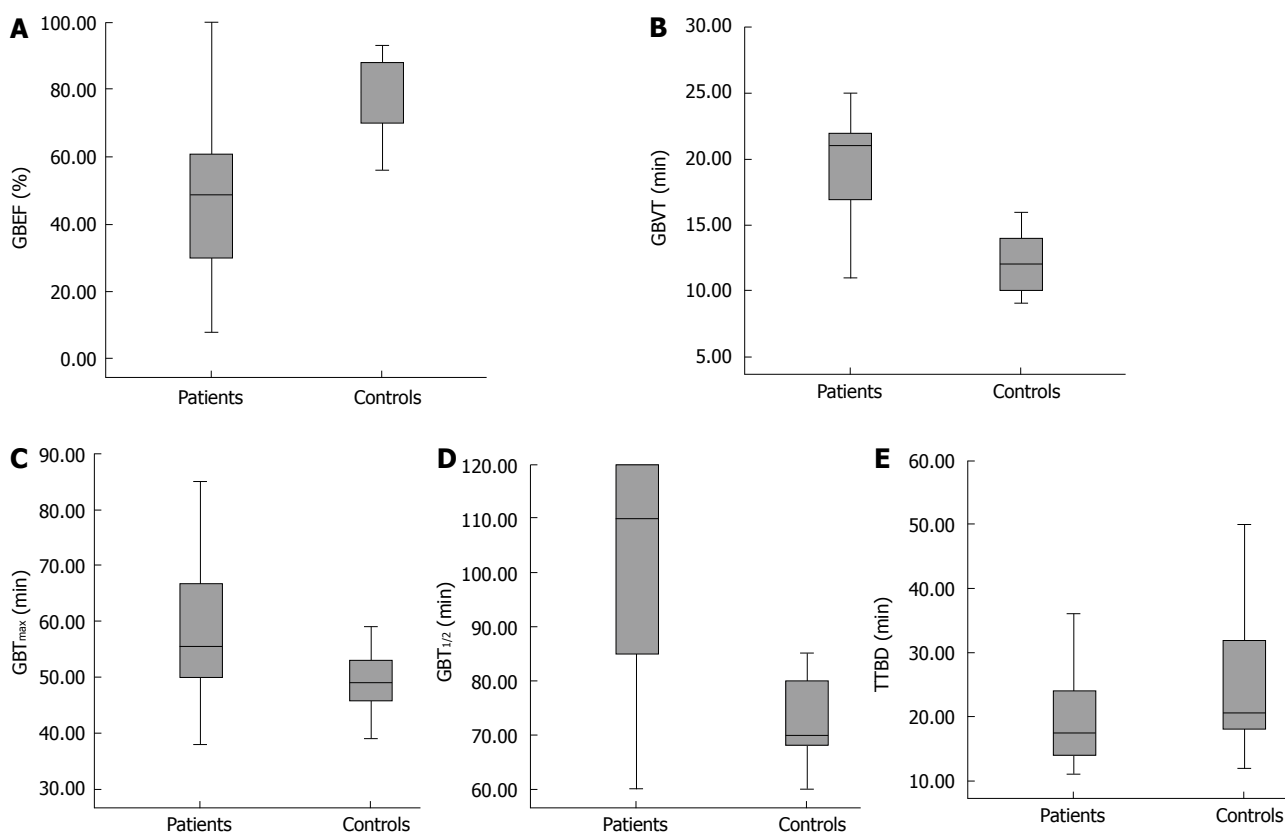 A
GBEF (%)
100.00
80.00
60.00
40.00
20.00
0.00
Patients
Controls
B
GBVT (min)
30.00
25.00
20.00
15.00
10.00
5.00
Patients
Controls
C
GBTmax (min)
90.00
80.00
70.00
60.00
50.00
40.00
30.00
Patients
Controls
D
GBT1/2 (min)
120.00
110.00
100.00
90.00
80.00
70.00
60.00
Patients
Controls
E
TTBD (min)
60.00
50.00
40.00
30.00
20.00
10.00
Patients
Controls